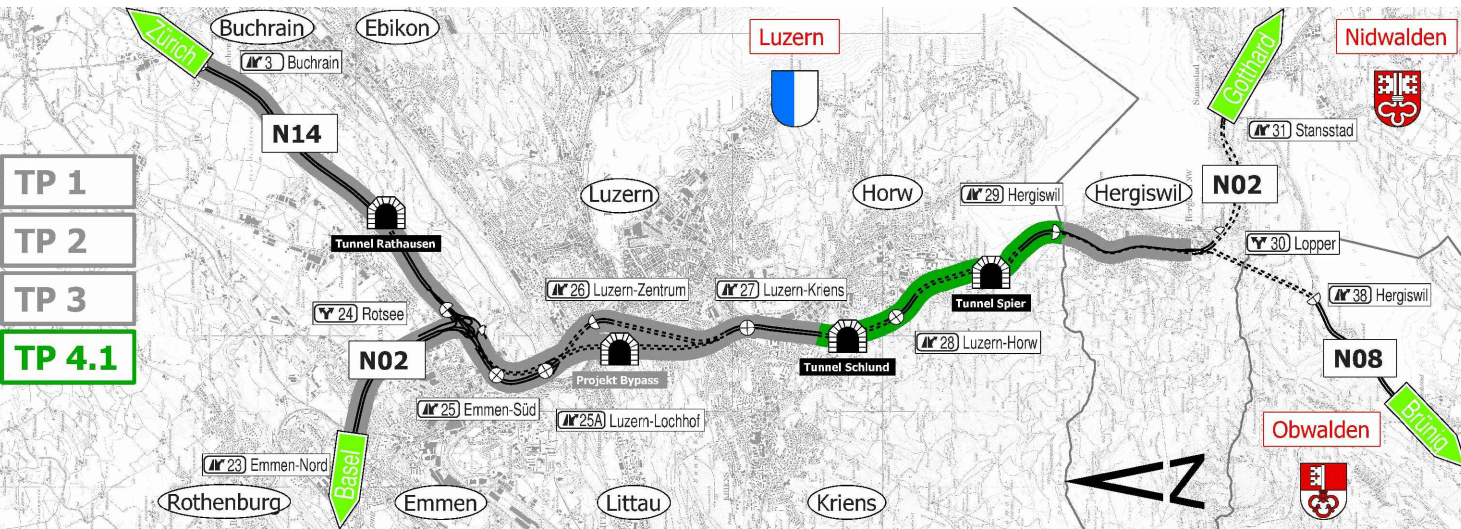 Zürich
Buchrain
Ebikon
Luzern
Gotthard
Nidwalden
3 Buchrain
N14
Stansstad
31 Stansstad
TP 1
TP 2
TP 3
TP 4.1
Luzern
Horw
29 Hergiswil
Hergiswil
N02
Tunnel Rathausen
30 Lopper
26 Luzern-Zentrum
27 Luzern-Kriens
Tunnel Spier
38 Hergiswil
24 Rotsee
28 Luzern-Horw
N02
Projekt Bypass
Tunnel Schlund
N08
25 Emmen-Süd
25A Luzern-Lochhof
Brünig
Obwalden
23 Emmen-Nord
Basel
Rothenburg
Emmen
Littau
Kriens
N